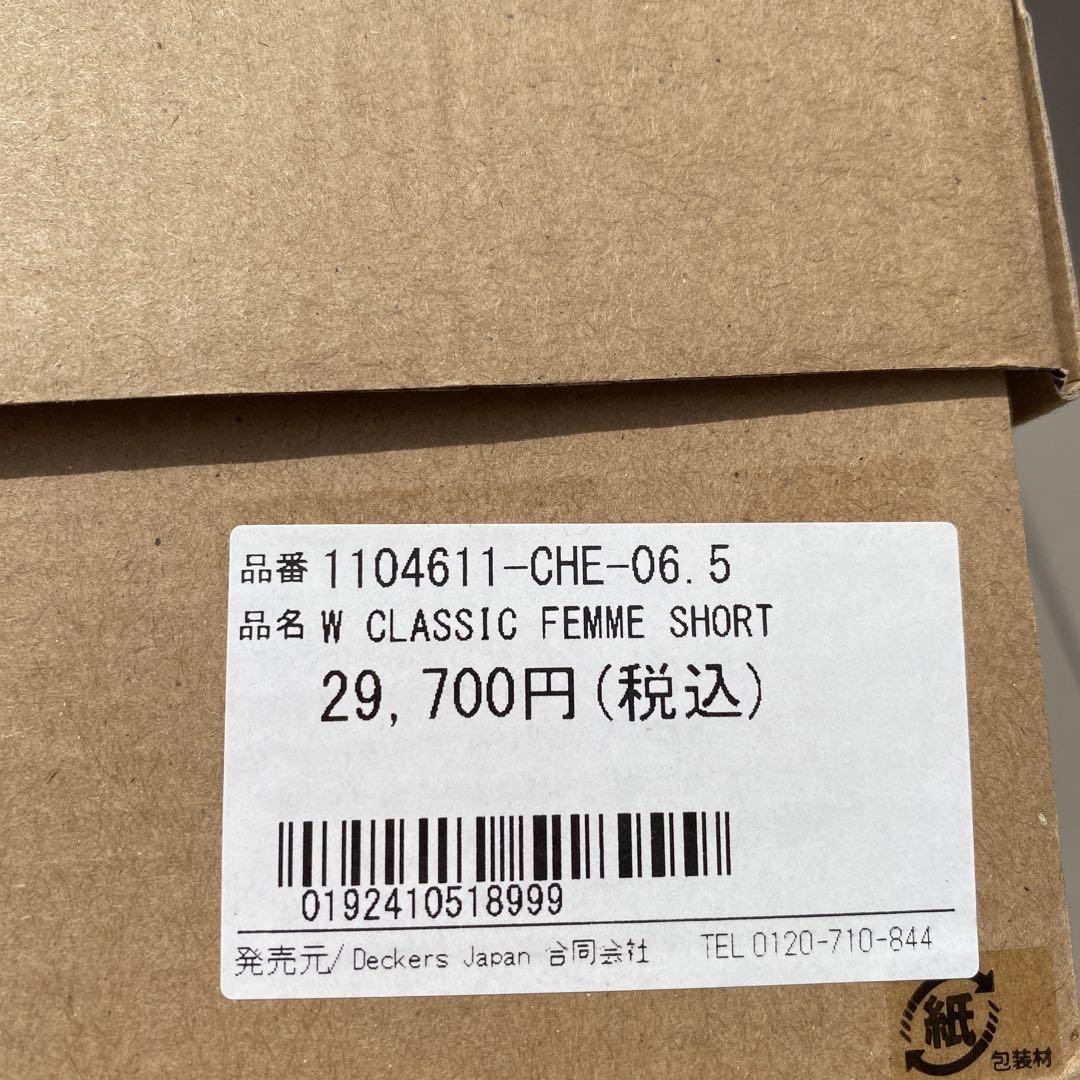 品番 1104611-CHE-06.5
品名 W CLASSIC FEMME SHORT
29,700円(税込)
0192410518999
発売元/Deckers Japan 合同会社 TEL 0120-710-844
紙
包装材